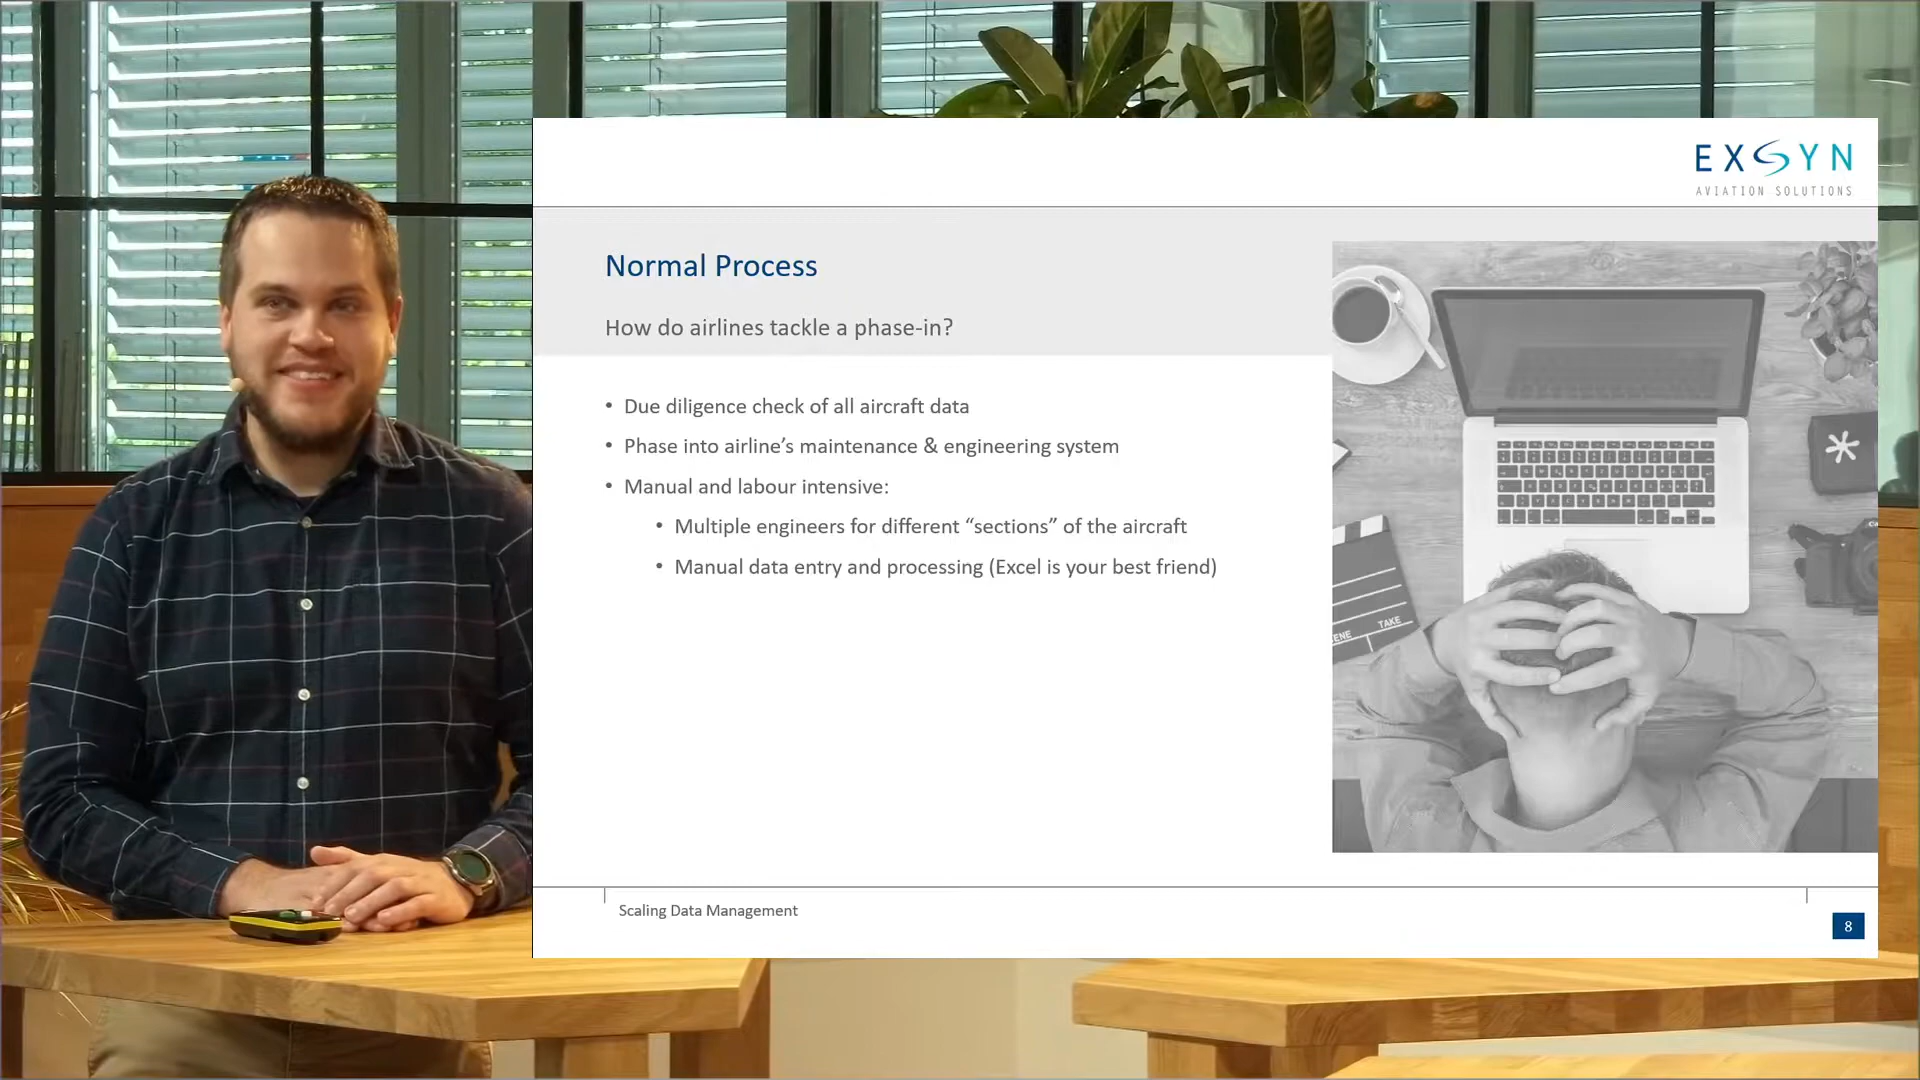 EXSYN
AVIATION SOLUTIONS
Normal Process
How do airlines tackle a phase-in?
• Due diligence check of all aircraft data
• Phase into airline’s maintenance & engineering system
• Manual and labour intensive:
• Multiple engineers for different “sections” of the aircraft
• Manual data entry and processing (Excel is your best friend)
TAKE
Scaling Data Management
8